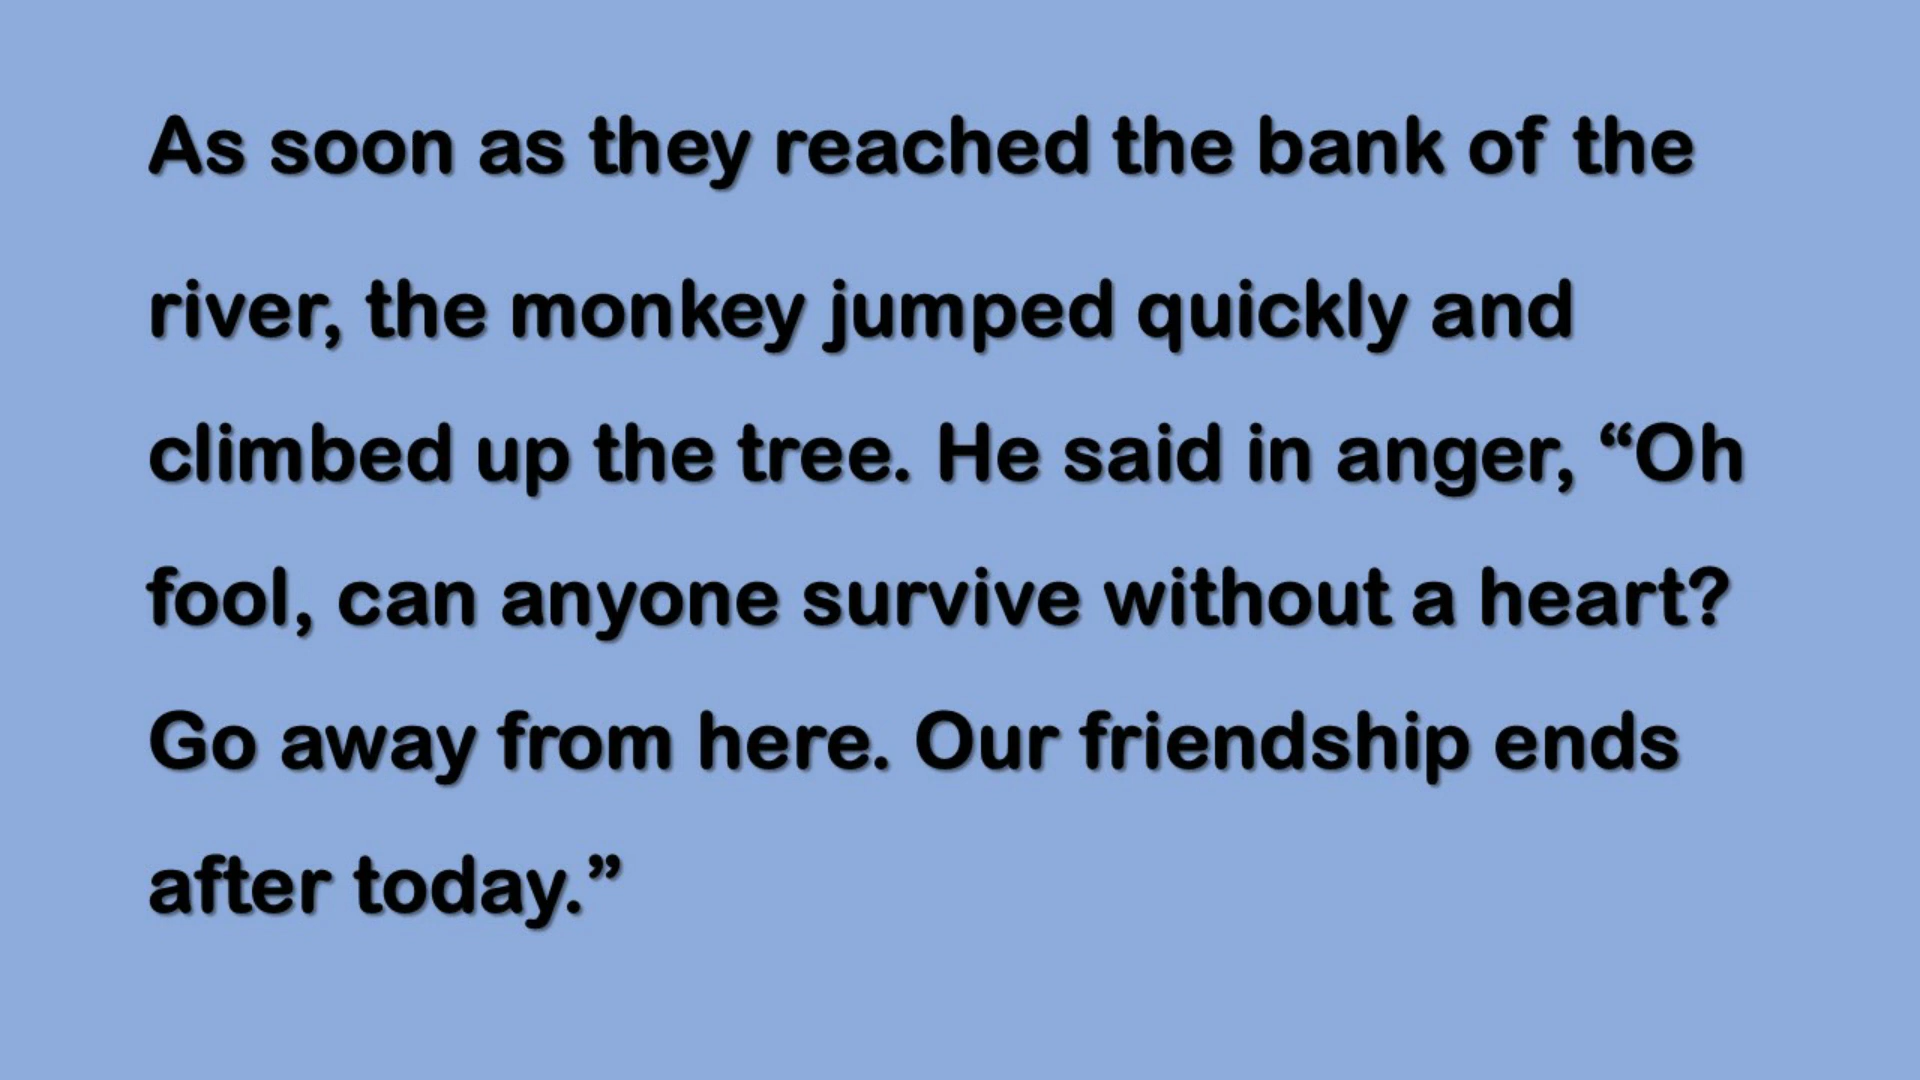 As soon as they reached the bank of the
river, the monkey jumped quickly and
climbed up the tree. He said in anger, “Oh
fool, can anyone survive without a heart?
Go away from here. Our friendship ends
after today.”